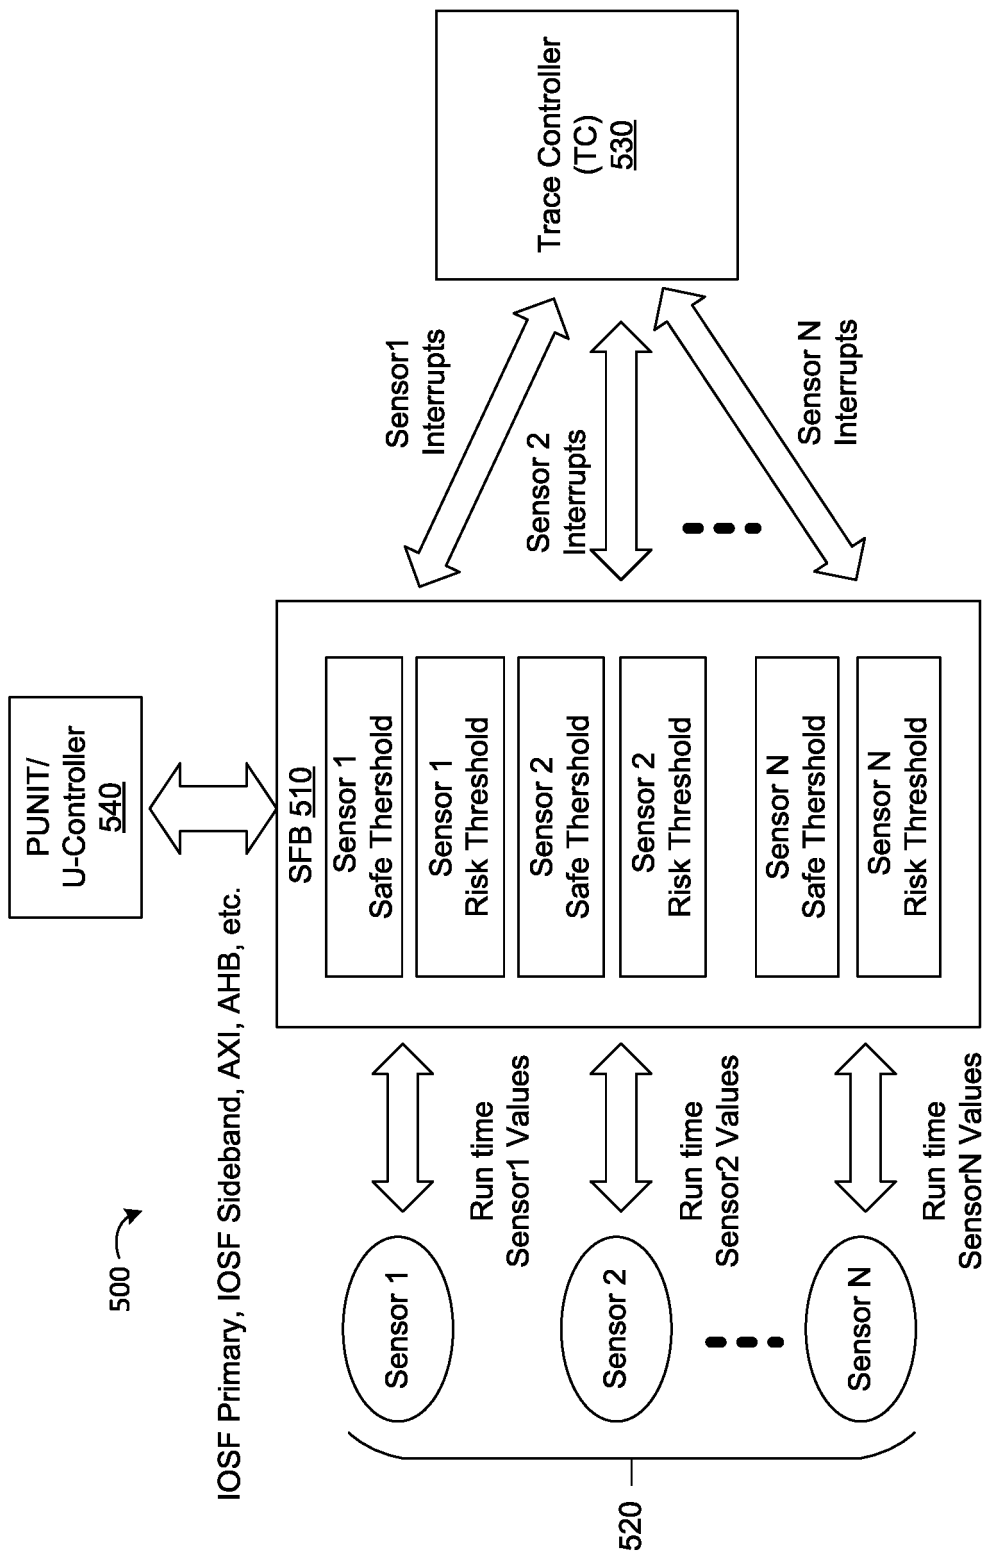 500
PUNIT/
U-Controller
540
IOSF Primary, IOSF Sideband, AXI, AHB, etc.
520
Sensor 1
Sensor 2
Sensor N
Run time
Sensor1 Values
Run time
Sensor2 Values
Run time
SensorN Values
SFB 510
Sensor 1
Safe Thershold
Sensor 1
Risk Threshold
Sensor 2
Safe Thershold
Sensor 2
Risk Threshold
Sensor N
Safe Thershold
Sensor N
Risk Threshold
Sensor1
Interrupts
Sensor 2
Interrupts
Sensor N
Interrupts
Trace Controller
(TC)
530